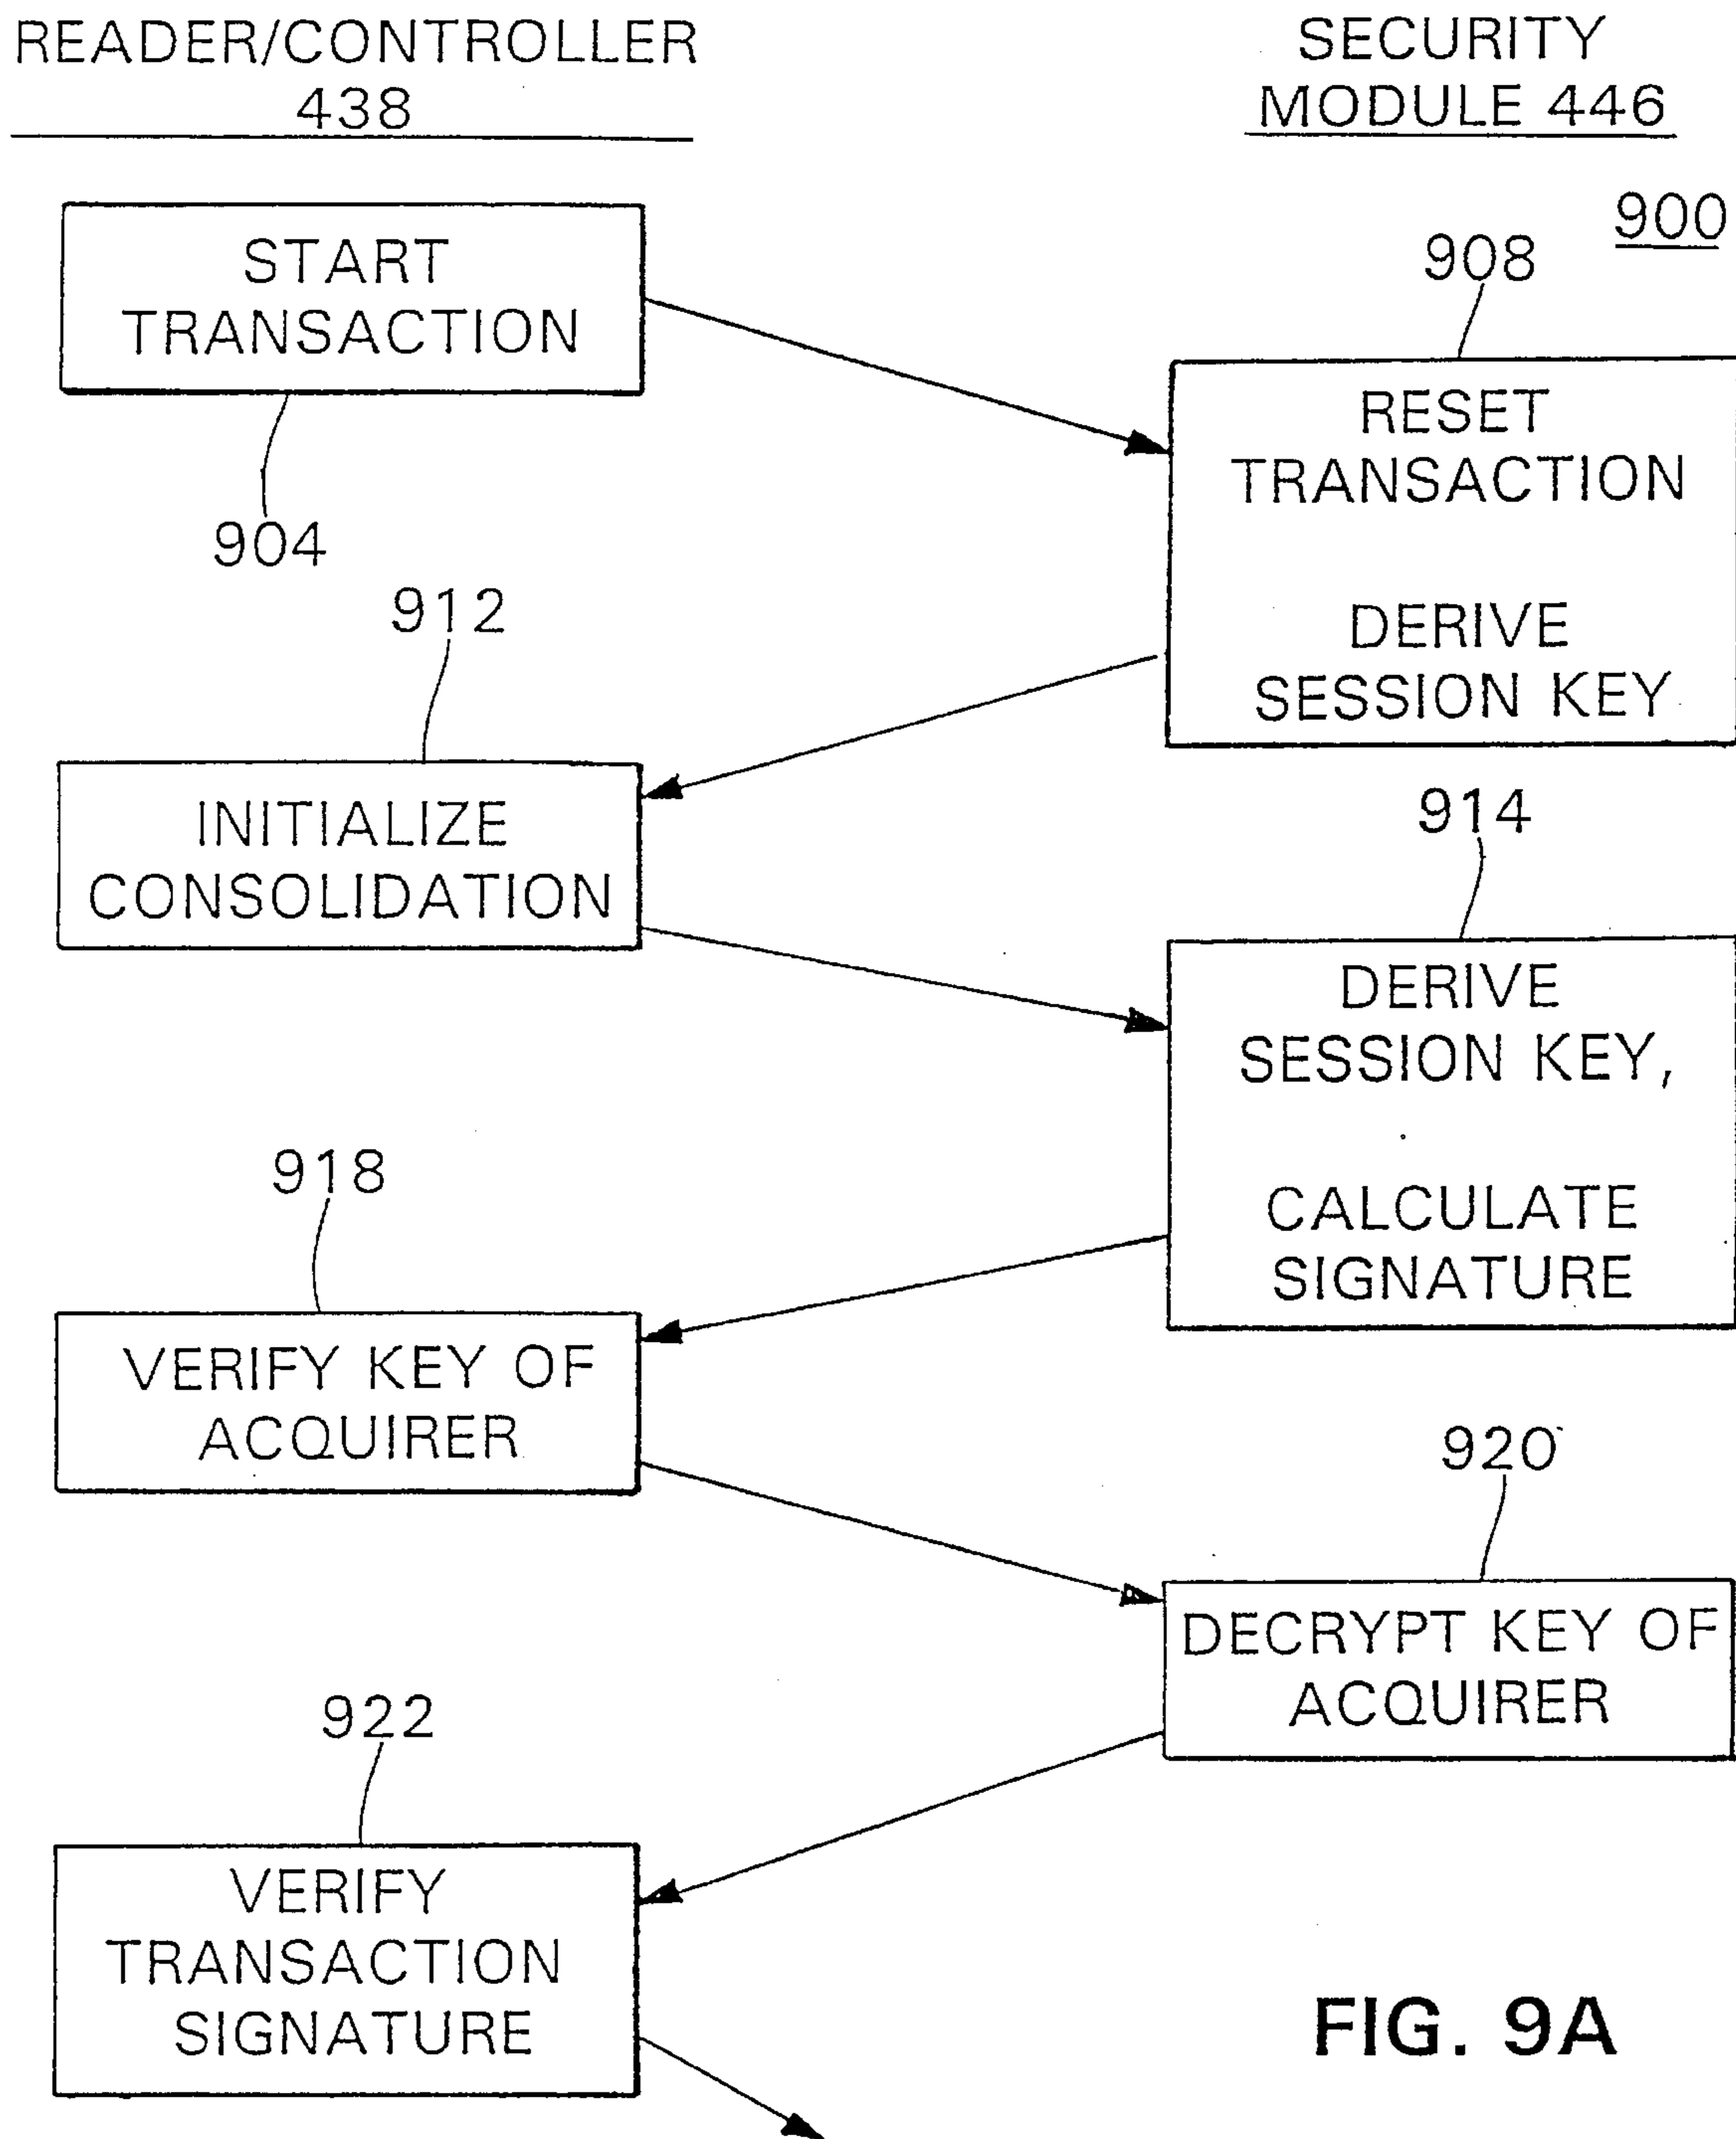 READER/CONTROLLER
438
SECURITY
MODULE 446
900
START
TRANSACTION
904
908
RESET
TRANSACTION
DERIVE
SESSION KEY
912
INITIALIZE
CONSOLIDATION
914
DERIVE
SESSION KEY,
CALCULATE
SIGNATURE
918
VERIFY KEY OF
ACQUIRER
920
DECRYPT KEY OF
ACQUIRER
922
VERIFY
TRANSACTION
SIGNATURE
FIG. 9A